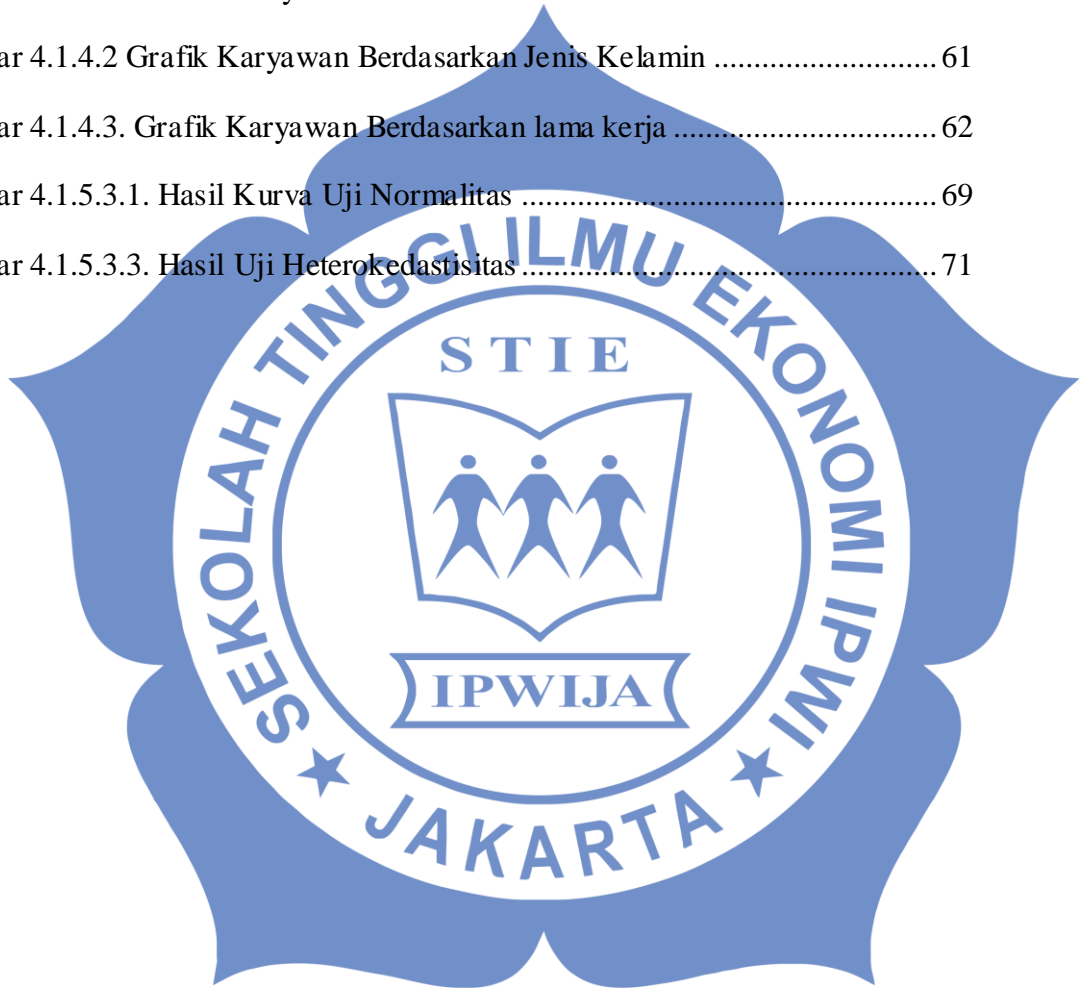 ar 4.1.4.2 Grafik Karyawan Berdasarkan Jenis Kelamin ........................... 61
ar 4.1.4.3. Grafik Karyawan Berdasarkan lama kerja ................................ 62
ar 4.1.5.3.1. Hasil Kurva Uji Normalitas .................................................. 69
ar 4.1.5.3.3. Hasil Uji Heterokedastisitas .................................................. 71
SEKOLAH TINGGI ILMU EKONOMI IPWI
STIE
IPWIJA
★ JAKARTA ★